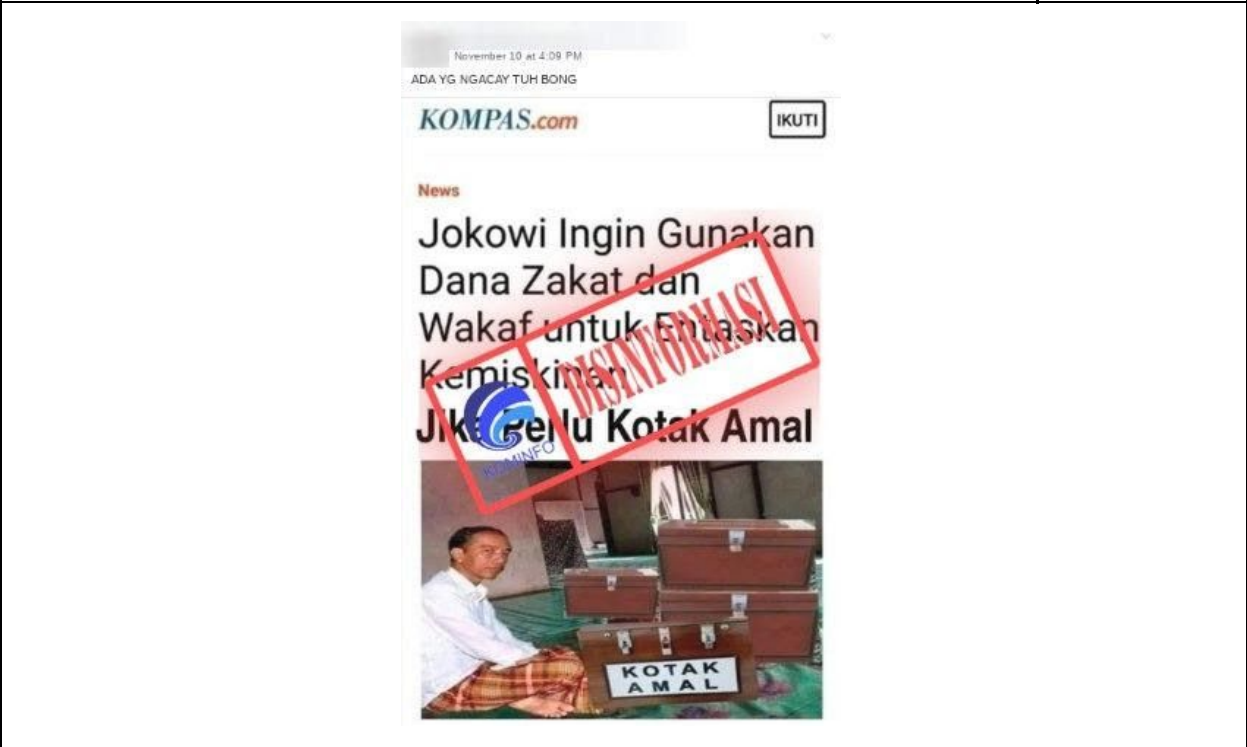 November 10 at 4:09 PM
ADA YG NGACAY TUH BONG
KOMPAS.com
IKUTI
News
Jokowi Ingin Gunakan
Dana Zakat dan
Wakaf untuk Entaskan
Kemiskinan
Jika Perlu Kotak Amal
DISINFORMASI
KOMINFO
KOTAK
AMAL